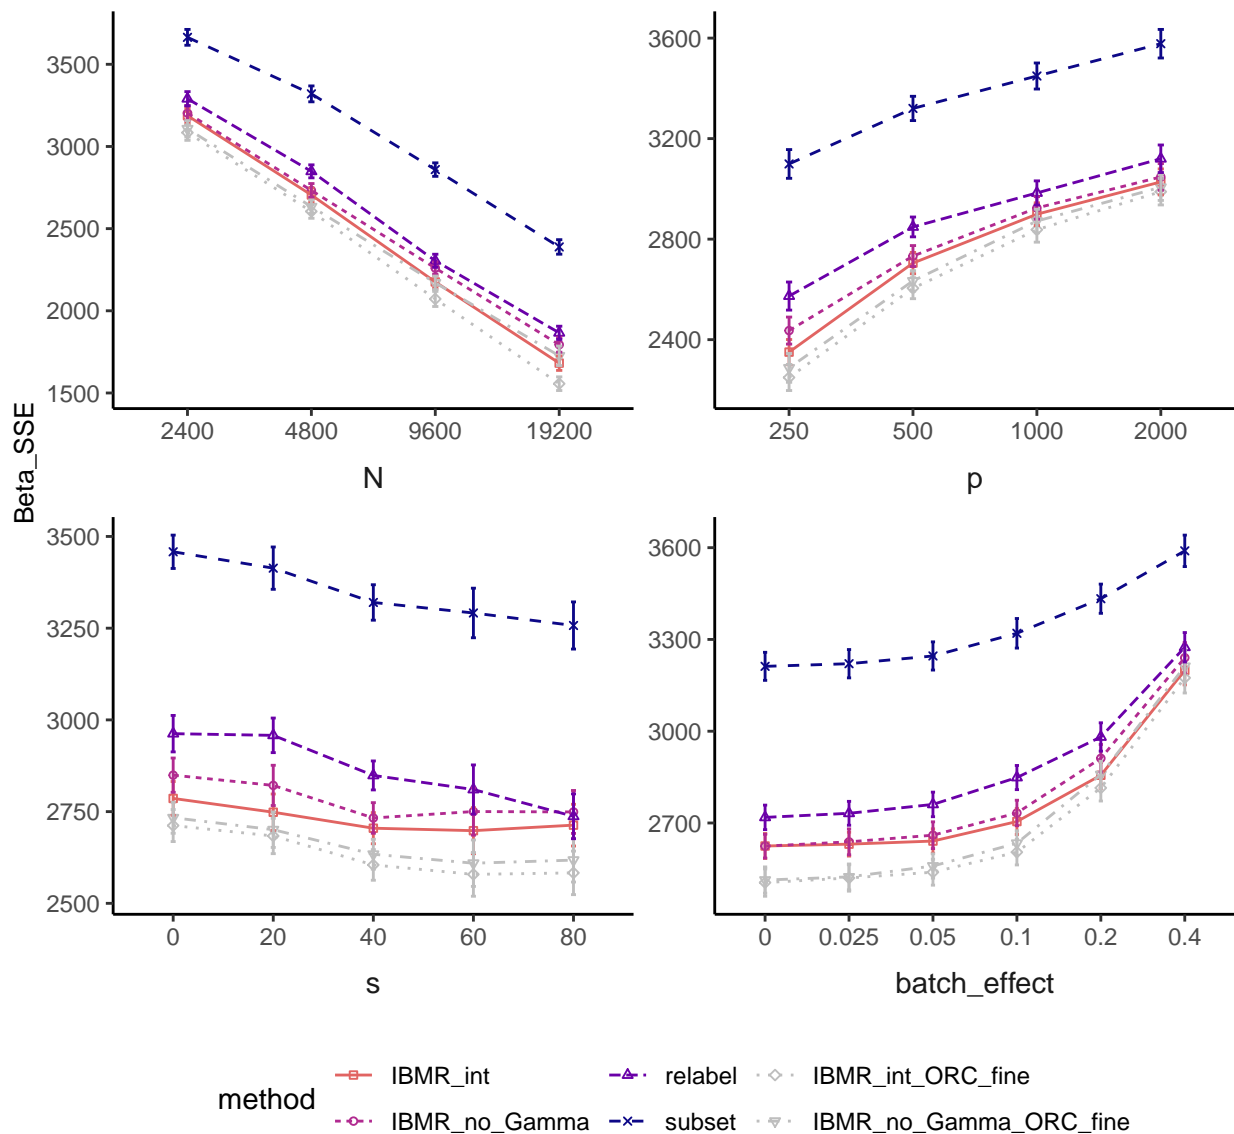 Beta_SSE
3500
3000
2500
2000
1500
2400 4800 9600 19200
N
3600
3200
2800
2400
250 500 1000 2000
p
3500
3250
3000
2750
2500
0 20 40 60 80
s
3600
3300
3000
2700
0 0.025 0.05 0.1 0.2 0.4
batch_effect
method
IBMR_int relabel IBMR_int_ORC_fine
IBMR_no_Gamma subset IBMR_no_Gamma_ORC_fine